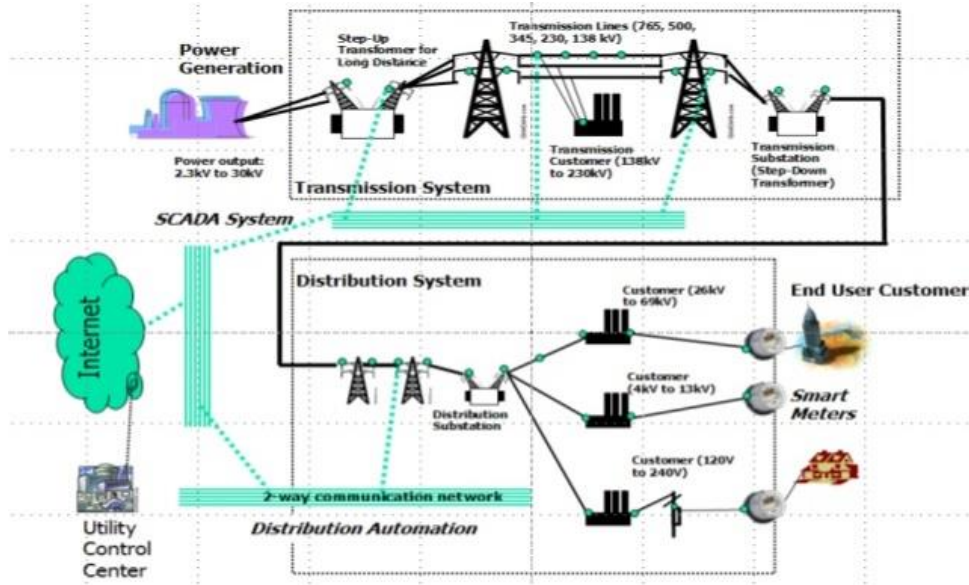 Power
Generation
Power output:
2.3kV to 30kV
Step-Up
Transformer for
Long Distance
Transmission Lines (765, 500,
345, 230, 138 kV)
Transmission
Customer (138kV
to 230kV)
Transmission
Substation
(Step-Down
Transformer)
Transmission System
SCADA System
Internet
Utility
Control
Center
Distribution System
Distribution
Substation
Customer (26kV
to 69kV)
Customer
(4kV to 13kV)
Customer (120V
to 240V)
End User Customer
Smart
Meters
2-way communication network
Distribution Automation